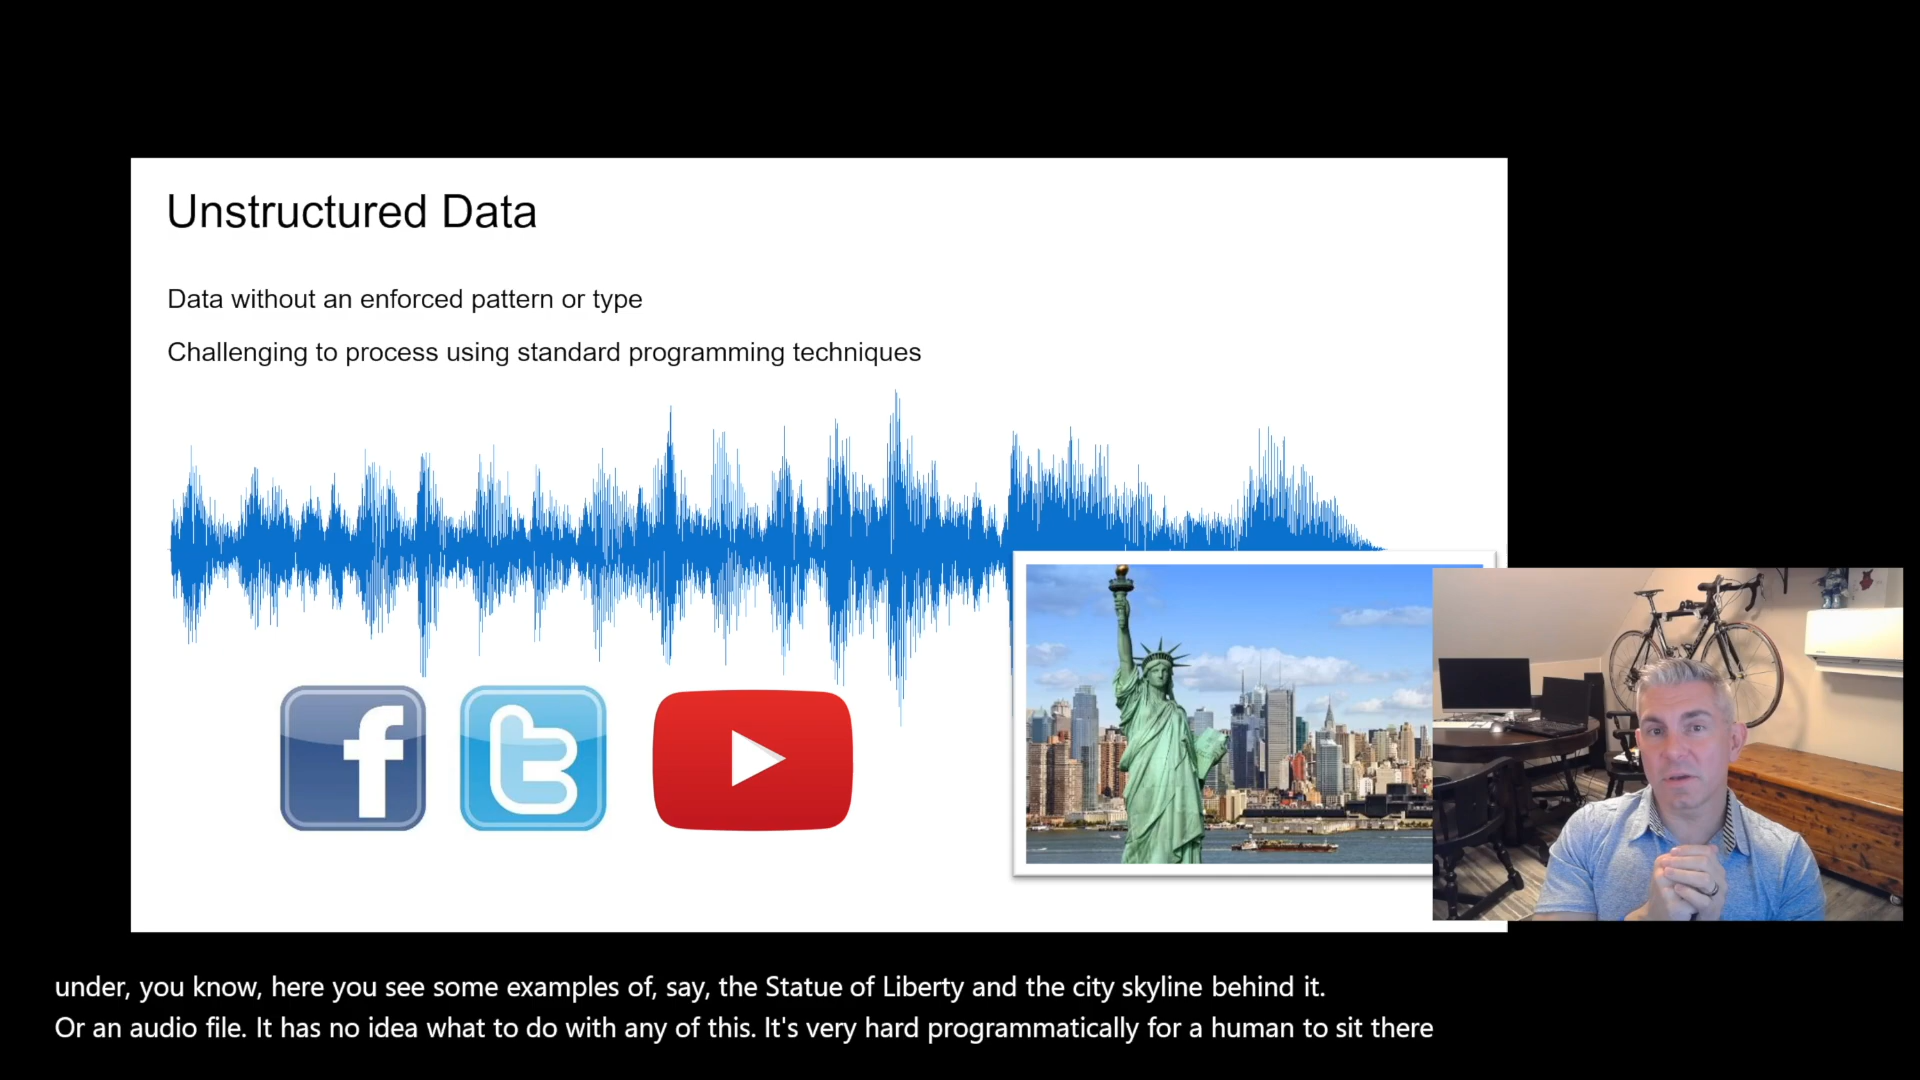 Unstructured Data
Data without an enforced pattern or type
Challenging to process using standard programming techniques
f
t
under, you know, here you see some examples of, say, the Statue of Liberty and the city skyline behind it.
Or an audio file. It has no idea what to do with any of this. It's very hard programmatically for a human to sit there